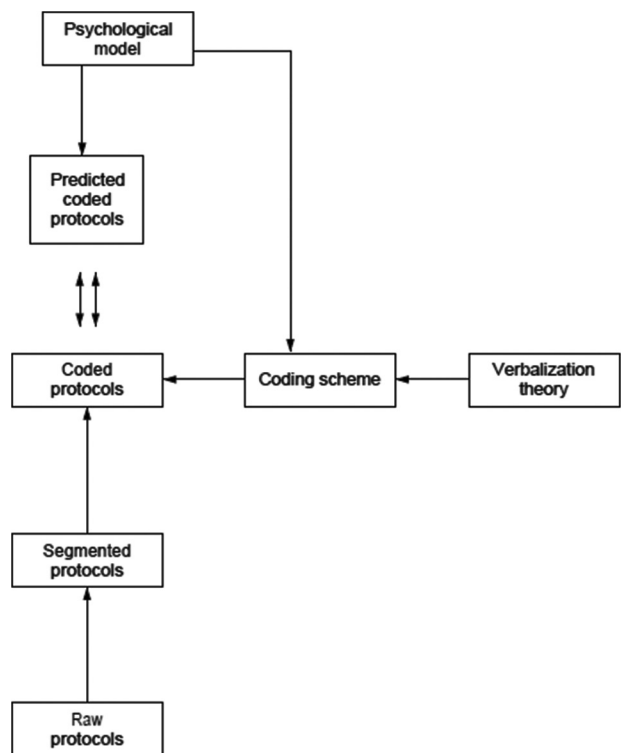 Psychological
model
Predicted
coded
protocols
Coded
protocols
Coding scheme
Verbalization
theory
Segmented
protocols
Raw
protocols